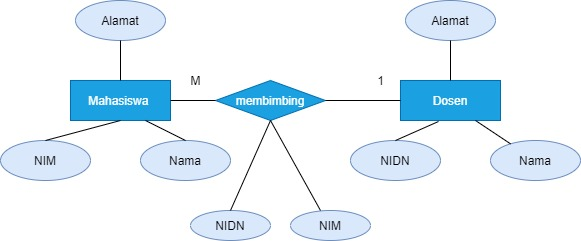 Alamat
Alamat
M
1
Mahasiswa
membimbing
Dosen
NIM
Nama
NIDN
Nama
NIDN
NIM